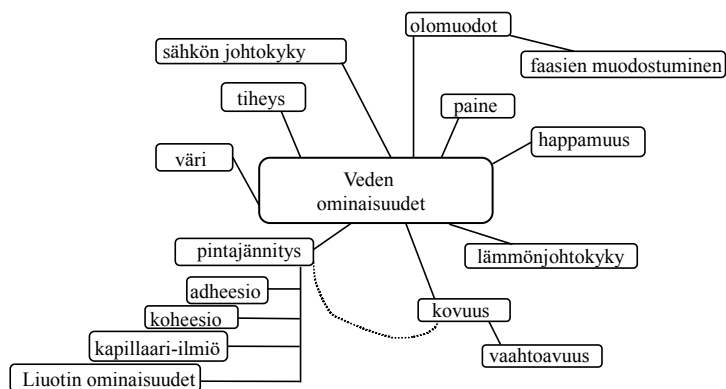 olomuodot
sähkön johtokyky
faasien muodostuminen
tiheys
paine
happamuus
väri
Veden
ominaisuudet
pintajännitys
lämmönjohtokyky
adheesio
koheesio
kovuus
kapillaari-ilmiö
vaahtoavuus
Liuotin ominaisuudet